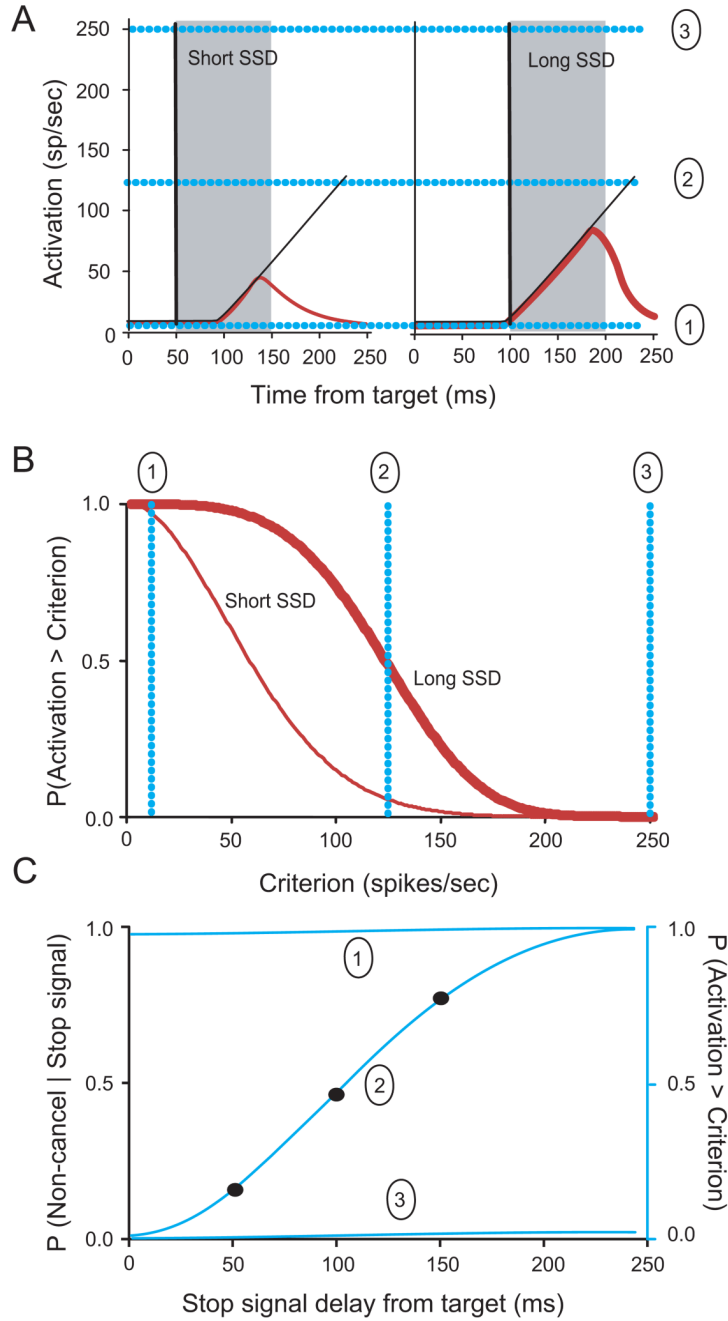 A
Activation (sp/sec)
250
200
150
100
50
0
Short SSD
Long SSD
3
2
1
0 50 100 150 200 250
0 50 100 150 200 250
Time from target (ms)
B
1 2 3
P(Activation > Criterion)
1.0
0.5
0.0
Short SSD
Long SSD
0 50 100 150 200 250
Criterion (spikes/sec)
C
P (Non-cancel | Stop signal)
1.0
0.5
0.0
1
2
3
1.0
0.5
0.0
P (Activation > Criterion)
0 50 100 150 200 250
Stop signal delay from target (ms)